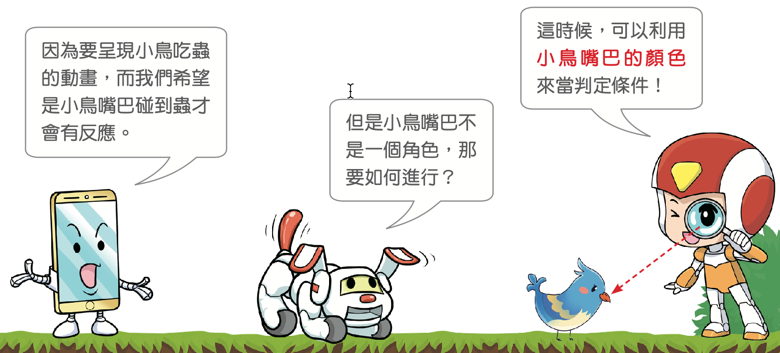 因為要呈現小鳥吃蟲
的動畫，而我們希望
是小鳥嘴巴碰到蟲才
會有反應。
但是小鳥嘴巴不
是一個角色，那
要如何進行？
這時候，可以利用
小鳥嘴巴的顏色
來當判定條件！